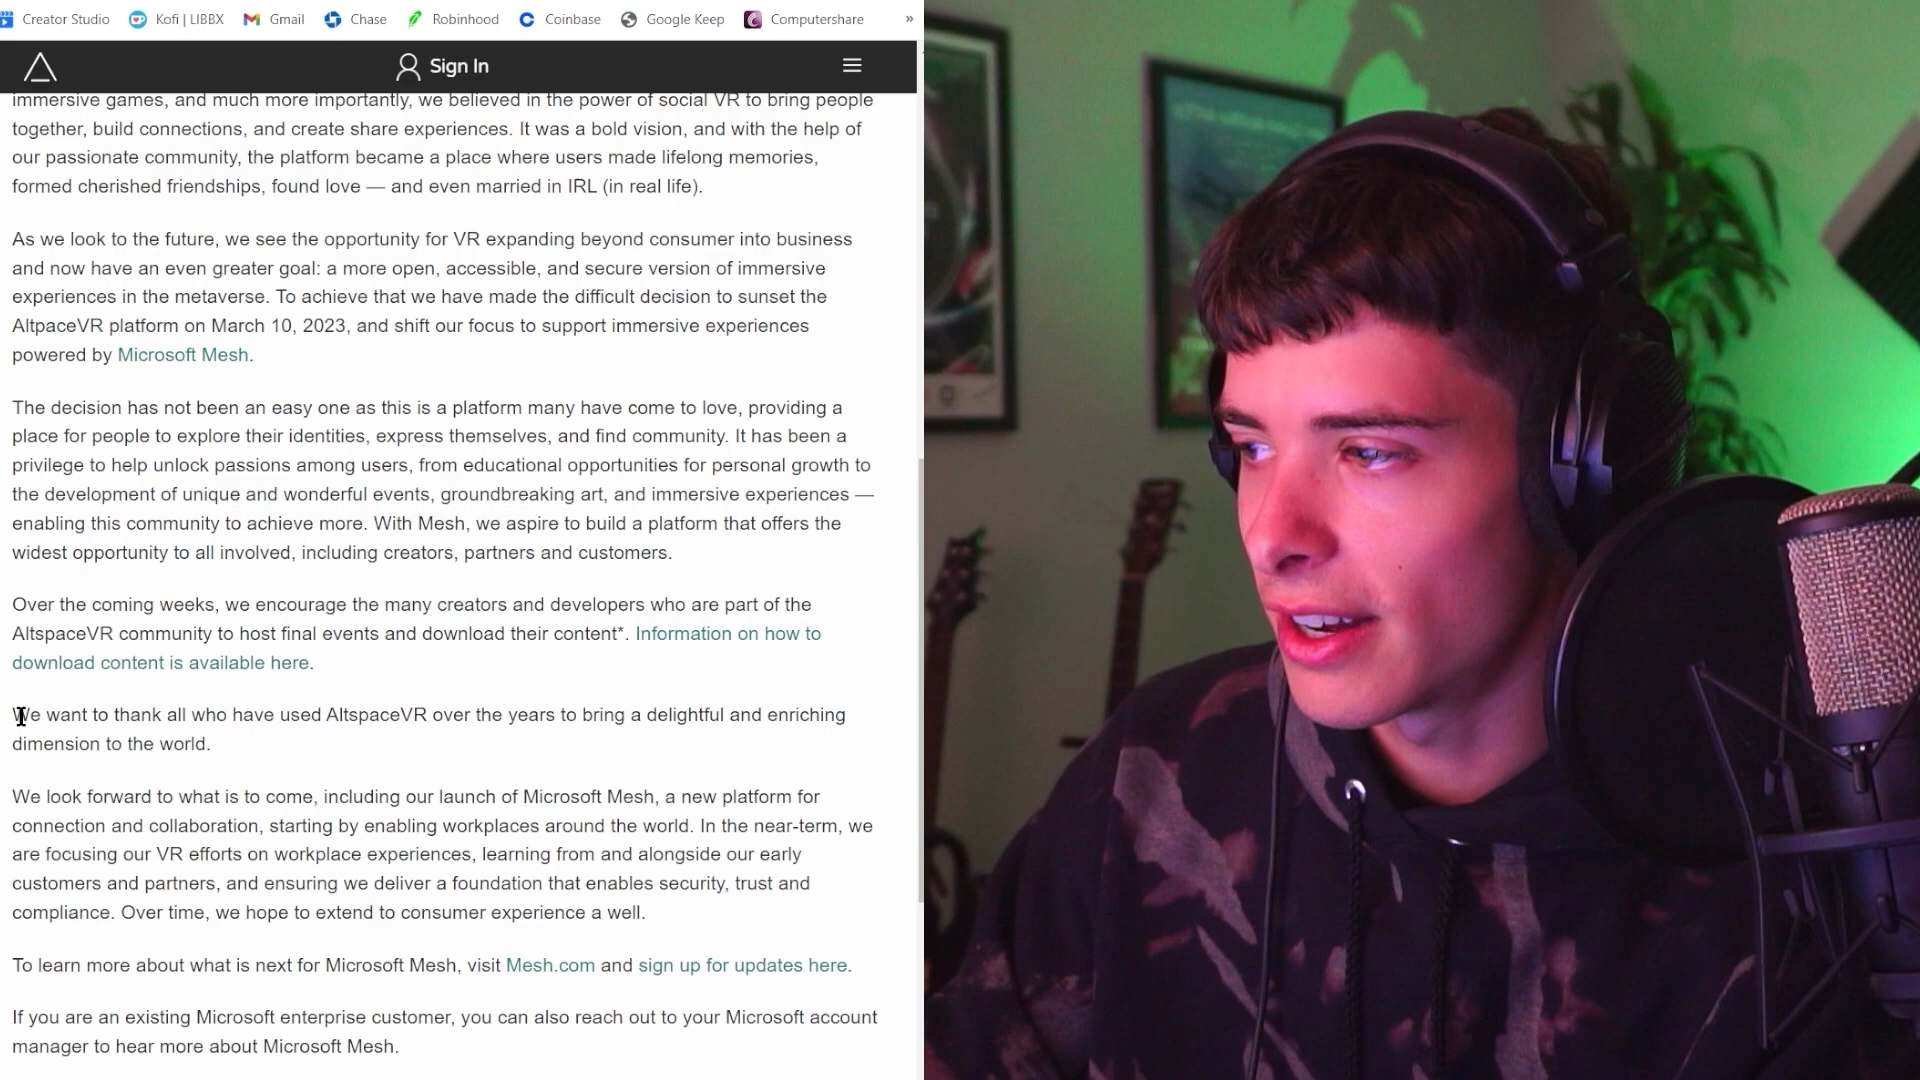 Creator Studio Kofi | LIBBX Gmail Chase Robinhood Coinbase Google Keep Computershare »
Sign In
immersive games, and much more importantly, we believed in the power of social VR to bring people
together, build connections, and create share experiences. It was a bold vision, and with the help of
our passionate community, the platform became a place where users made lifelong memories,
formed cherished friendships, found love — and even married in IRL (in real life).
As we look to the future, we see the opportunity for VR expanding beyond consumer into business
and now have an even greater goal: a more open, accessible, and secure version of immersive
experiences in the metaverse. To achieve that we have made the difficult decision to sunset the
AltpaceVR platform on March 10, 2023, and shift our focus to support immersive experiences
powered by Microsoft Mesh.
The decision has not been an easy one as this is a platform many have come to love, providing a
place for people to explore their identities, express themselves, and find community. It has been a
privilege to help unlock passions among users, from educational opportunities for personal growth to
the development of unique and wonderful events, groundbreaking art, and immersive experiences —
enabling this community to achieve more. With Mesh, we aspire to build a platform that offers the
widest opportunity to all involved, including creators, partners and customers.
Over the coming weeks, we encourage the many creators and developers who are part of the
AltspaceVR community to host final events and download their content*. Information on how to
download content is available here.
We want to thank all who have used AltspaceVR over the years to bring a delightful and enriching
dimension to the world.
We look forward to what is to come, including our launch of Microsoft Mesh, a new platform for
connection and collaboration, starting by enabling workplaces around the world. In the near-term, we
are focusing our VR efforts on workplace experiences, learning from and alongside our early
customers and partners, and ensuring we deliver a foundation that enables security, trust and
compliance. Over time, we hope to extend to consumer experience a well.
To learn more about what is next for Microsoft Mesh, visit Mesh.com and sign up for updates here.
If you are an existing Microsoft enterprise customer, you can also reach out to your Microsoft account
manager to hear more about Microsoft Mesh.